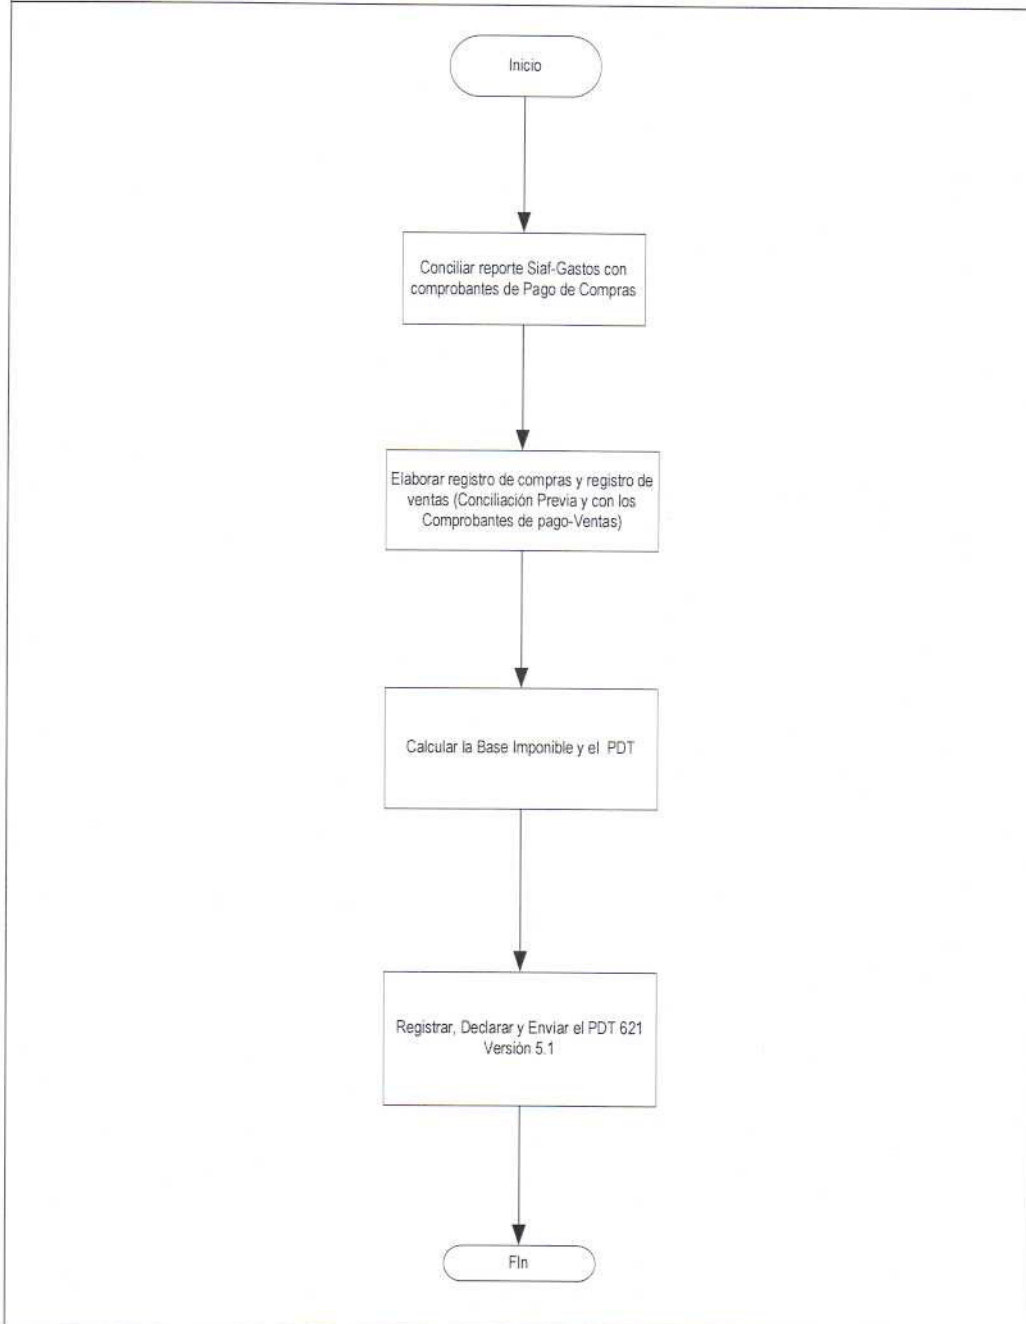 Inicio
Conciliar reporte Siaf-Gastos con
comprobantes de Pago de Compras
Elaborar registro de compras y registro de
ventas (Conciliación Previa y con los
Comprobantes de pago-Ventas)
Calcular la Base Imponible y el PDT
Registrar, Declarar y Enviar el PDT 621
Versión 5.1
FIn